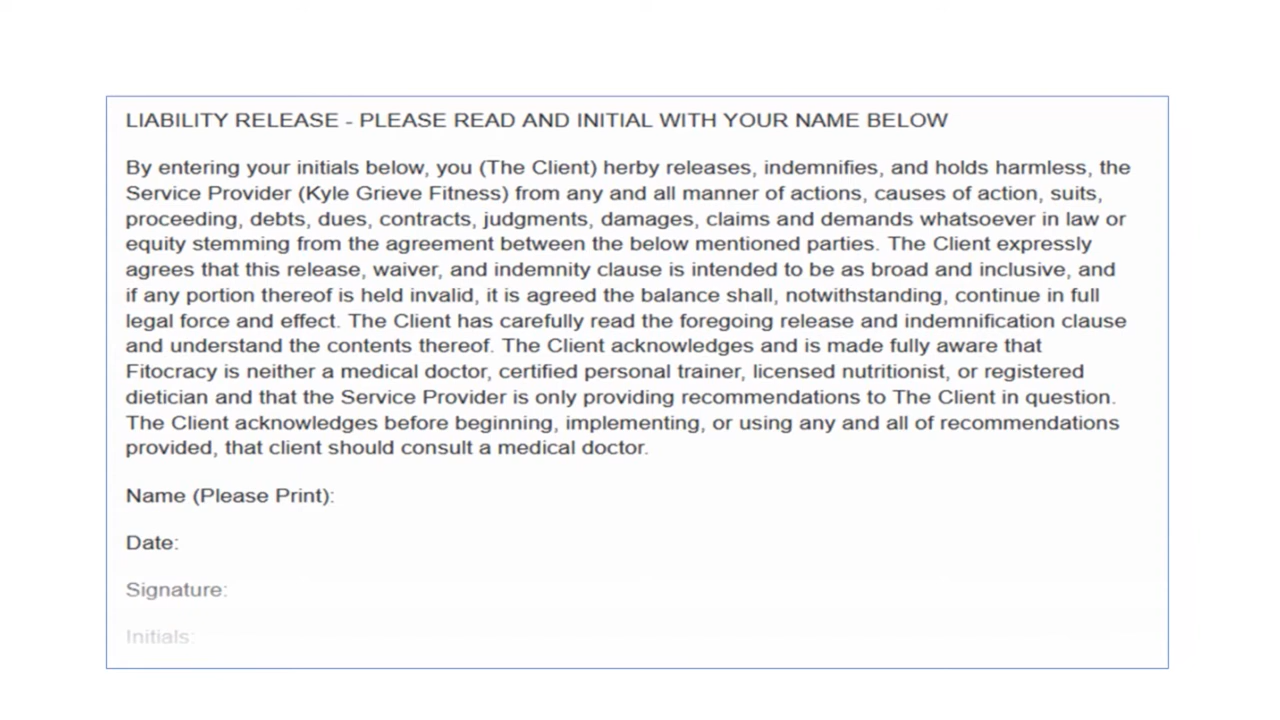 LIABILITY RELEASE - PLEASE READ AND INITIAL WITH YOUR NAME BELOW
By entering your initials below, you (The Client) herby releases, indemnifies, and holds harmless, the
Service Provider (Kyle Grieve Fitness) from any and all manner of actions, causes of action, suits,
proceeding, debts, dues, contracts, judgments, damages, claims and demands whatsoever in law or
equity stemming from the agreement between the below mentioned parties. The Client expressly
agrees that this release, waiver, and indemnity clause is intended to be as broad and inclusive, and
if any portion thereof is held invalid, it is agreed the balance shall, notwithstanding, continue in full
legal force and effect. The Client has carefully read the foregoing release and indemnification clause
and understand the contents thereof. The Client acknowledges and is made fully aware that
Fitocracy is neither a medical doctor, certified personal trainer, licensed nutritionist, or registered
dietician and that the Service Provider is only providing recommendations to The Client in question.
The Client acknowledges before beginning, implementing, or using any and all of recommendations
provided, that client should consult a medical doctor.
Name (Please Print):
Date:
Signature:
Initials: